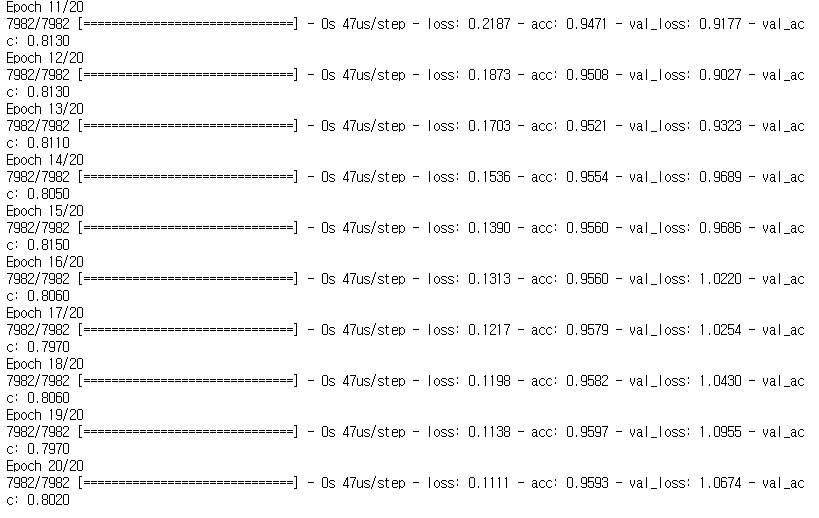 Epoch 11/20
7982/7982 [==============================] - 0s 47us/step - loss: 0.2187 - acc: 0.9471 - val_loss: 0.9177 - val_ac
c: 0.8130
Epoch 12/20
7982/7982 [==============================] - 0s 47us/step - loss: 0.1873 - acc: 0.9508 - val_loss: 0.9027 - val_ac
c: 0.8130
Epoch 13/20
7982/7982 [==============================] - 0s 47us/step - loss: 0.1703 - acc: 0.9521 - val_loss: 0.9323 - val_ac
c: 0.8110
Epoch 14/20
7982/7982 [==============================] - 0s 47us/step - loss: 0.1536 - acc: 0.9554 - val_loss: 0.9689 - val_ac
c: 0.8050
Epoch 15/20
7982/7982 [==============================] - 0s 47us/step - loss: 0.1390 - acc: 0.9560 - val_loss: 0.9686 - val_ac
c: 0.8150
Epoch 16/20
7982/7982 [==============================] - 0s 47us/step - loss: 0.1313 - acc: 0.9560 - val_loss: 1.0220 - val_ac
c: 0.8060
Epoch 17/20
7982/7982 [==============================] - 0s 47us/step - loss: 0.1217 - acc: 0.9579 - val_loss: 1.0254 - val_ac
c: 0.7970
Epoch 18/20
7982/7982 [==============================] - 0s 47us/step - loss: 0.1198 - acc: 0.9582 - val_loss: 1.0430 - val_ac
c: 0.8060
Epoch 19/20
7982/7982 [==============================] - 0s 47us/step - loss: 0.1138 - acc: 0.9597 - val_loss: 1.0955 - val_ac
c: 0.7970
Epoch 20/20
7982/7982 [==============================] - 0s 47us/step - loss: 0.1111 - acc: 0.9593 - val_loss: 1.0674 - val_ac
c: 0.8020